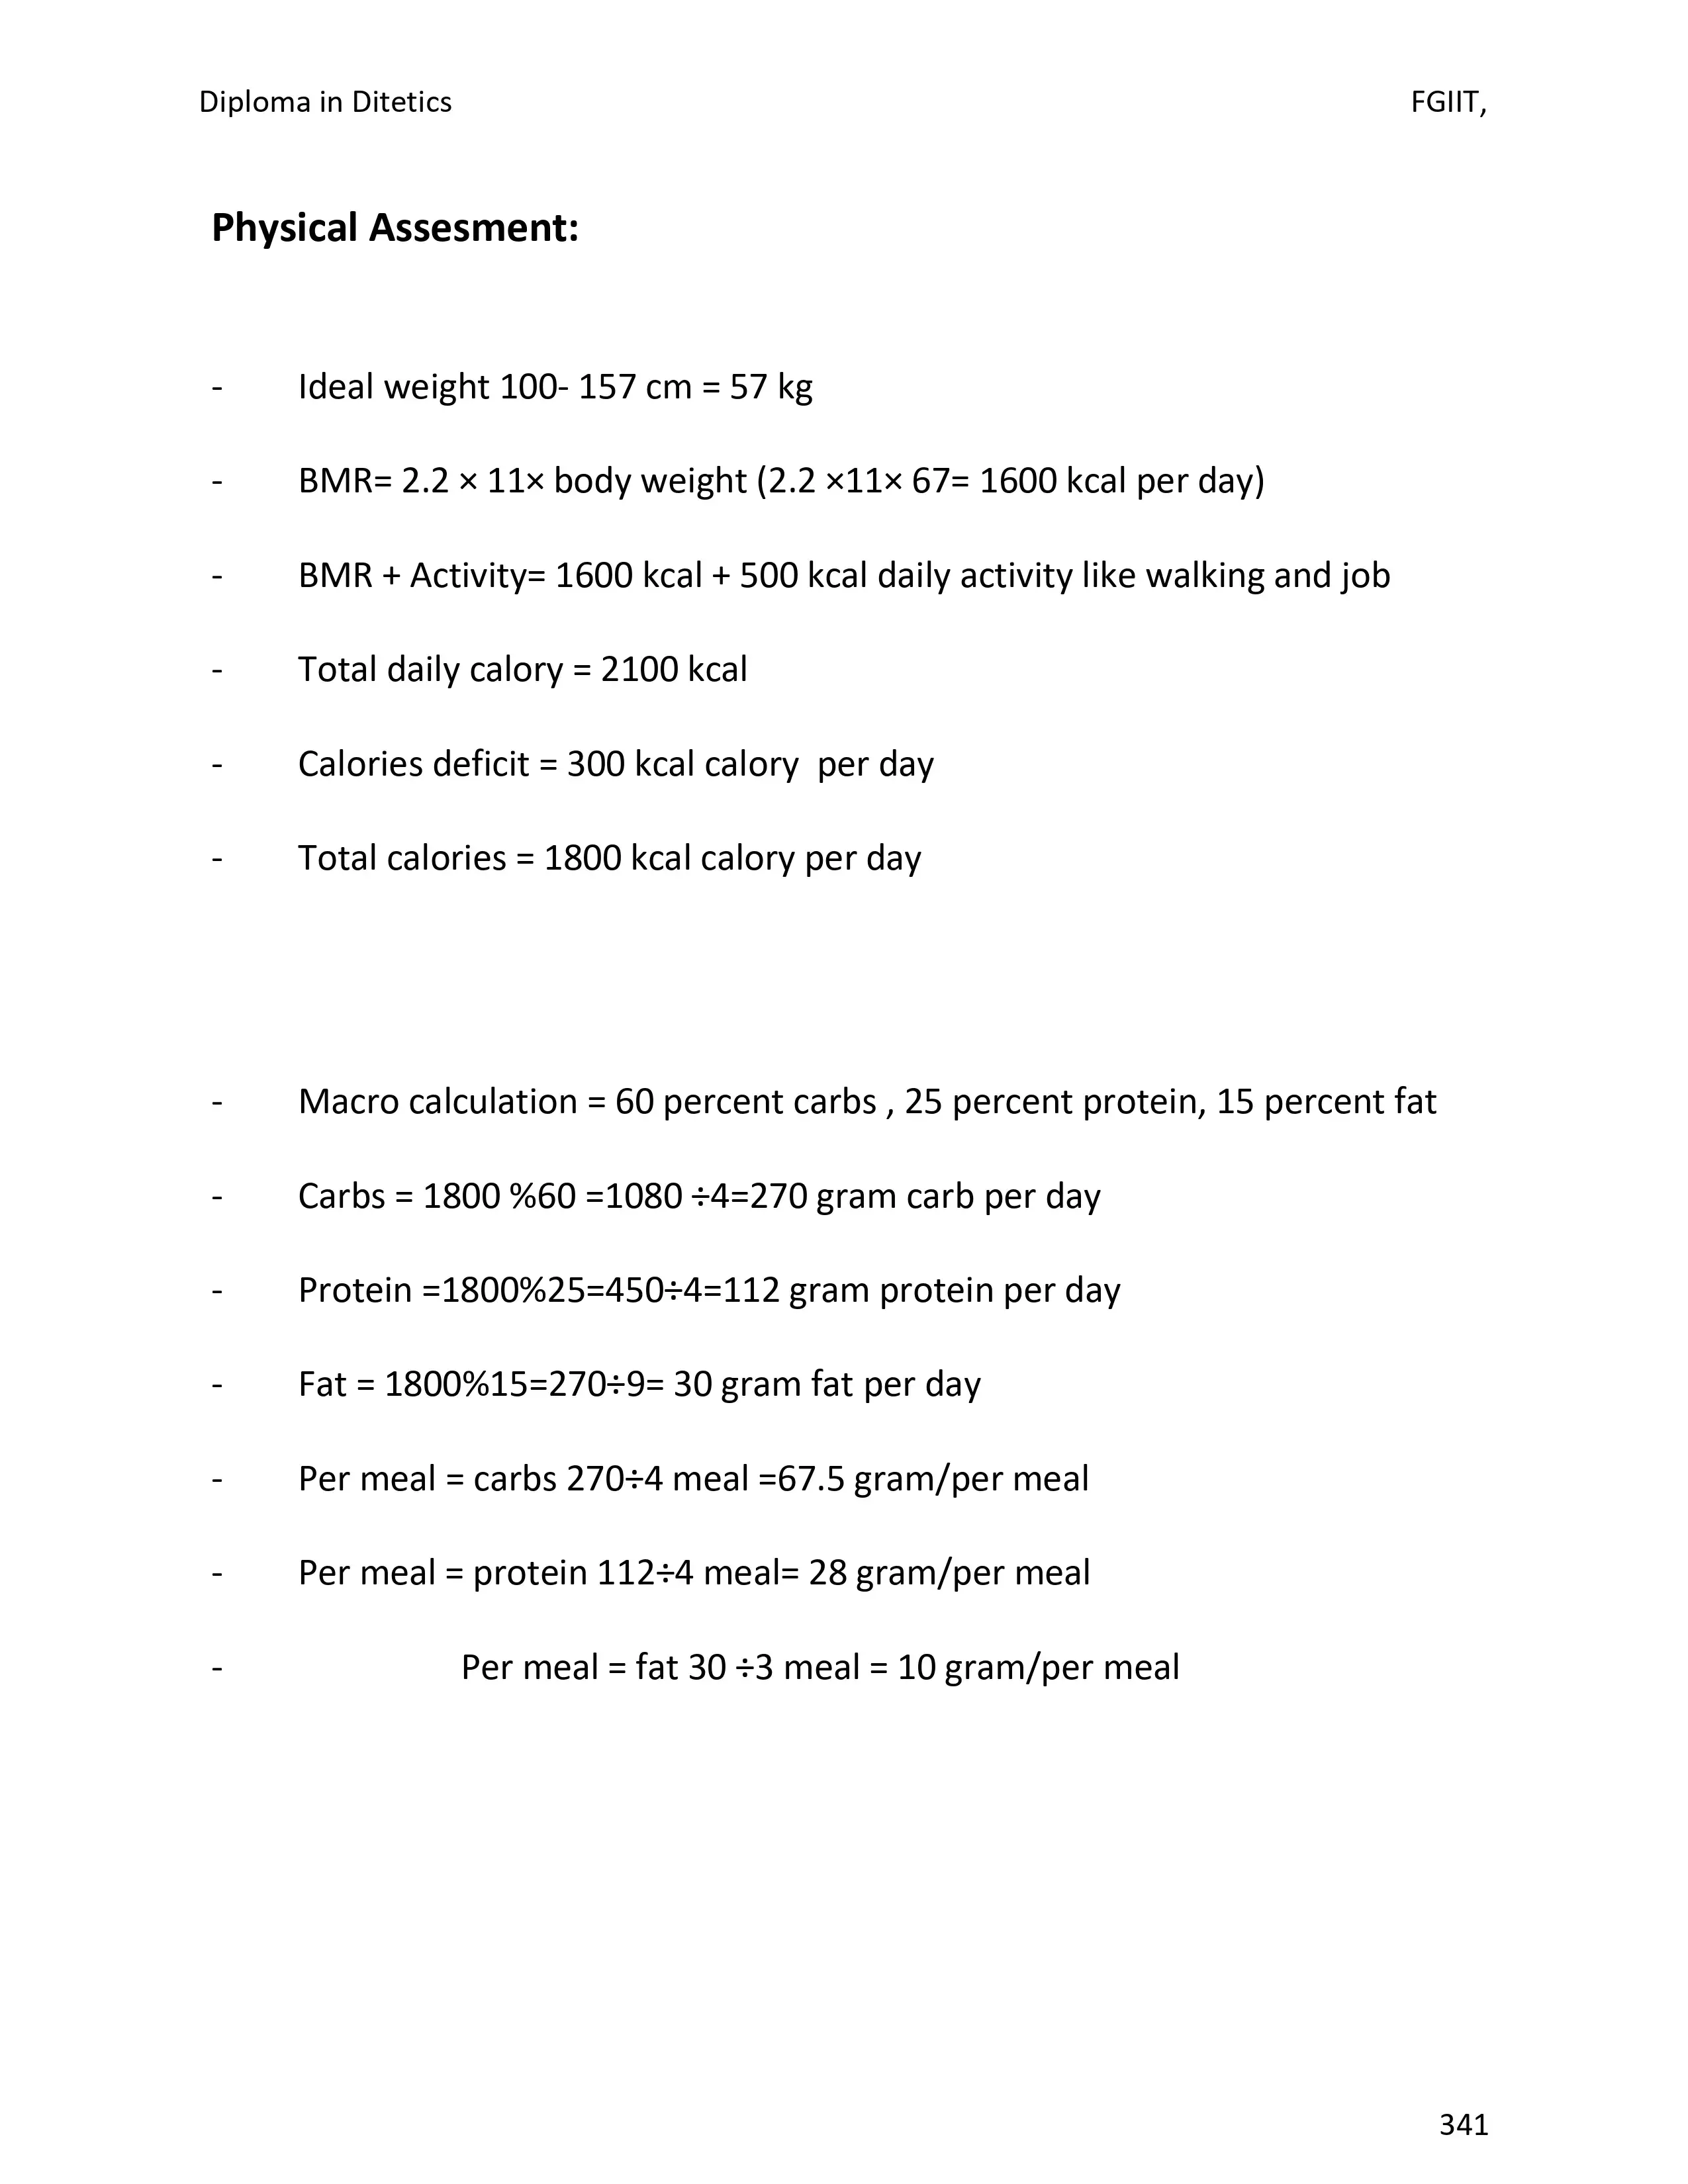 Diploma in Ditetics FGIIT,
Physical Assesment:
- Ideal weight 100- 157 cm = 57 kg
- BMR= 2.2 × 11× body weight (2.2 ×11× 67= 1600 kcal per day)
- BMR + Activity= 1600 kcal + 500 kcal daily activity like walking and job
- Total daily calory = 2100 kcal
- Calories deficit = 300 kcal calory  per day
- Total calories = 1800 kcal calory per day
- Macro calculation = 60 percent carbs , 25 percent protein, 15 percent fat
- Carbs = 1800 %60 =1080 ÷4=270 gram carb per day
- Protein =1800%25=450÷4=112 gram protein per day
- Fat = 1800%15=270÷9= 30 gram fat per day
- Per meal = carbs 270÷4 meal =67.5 gram/per meal
- Per meal = protein 112÷4 meal= 28 gram/per meal
- Per meal = fat 30 ÷3 meal = 10 gram/per meal
341